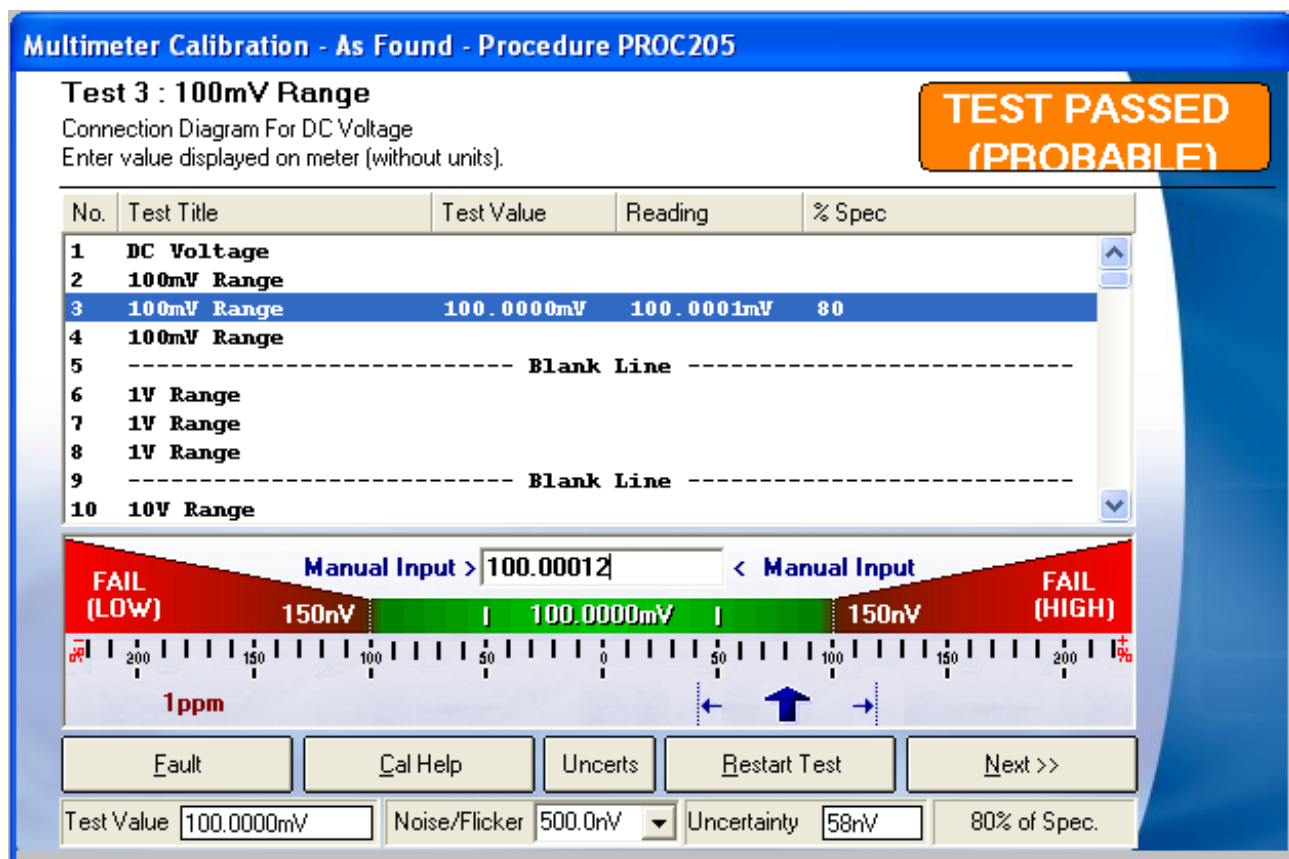 Multimeter Calibration - As Found - Procedure PROC205
Test 3 : 100mV Range
Connection Diagram For DC Voltage
Enter value displayed on meter (without units).
TEST PASSED
(PROBABLE)
No. Test Title Test Value Reading % Spec
1 DC Voltage
2 100mV Range
3 100mV Range 100.0000mV 100.0001mV 80
4 100mV Range
5 --------------------------- Blank Line ---------------------------
6 1V Range
7 1V Range
8 1V Range
9 --------------------------- Blank Line ---------------------------
10 10V Range
Manual Input > 100.00012 < Manual Input
FAIL
(LOW)
150nV 100.0000mV 150nV
FAIL
(HIGH)
-% 200 150 100 50 0 50 100 150 200 +%
1ppm
Fault Cal Help Uncerts Restart Test Next >>
Test Value 100.0000mV Noise/Flicker 500.0nV Uncertainty 58nV 80% of Spec.